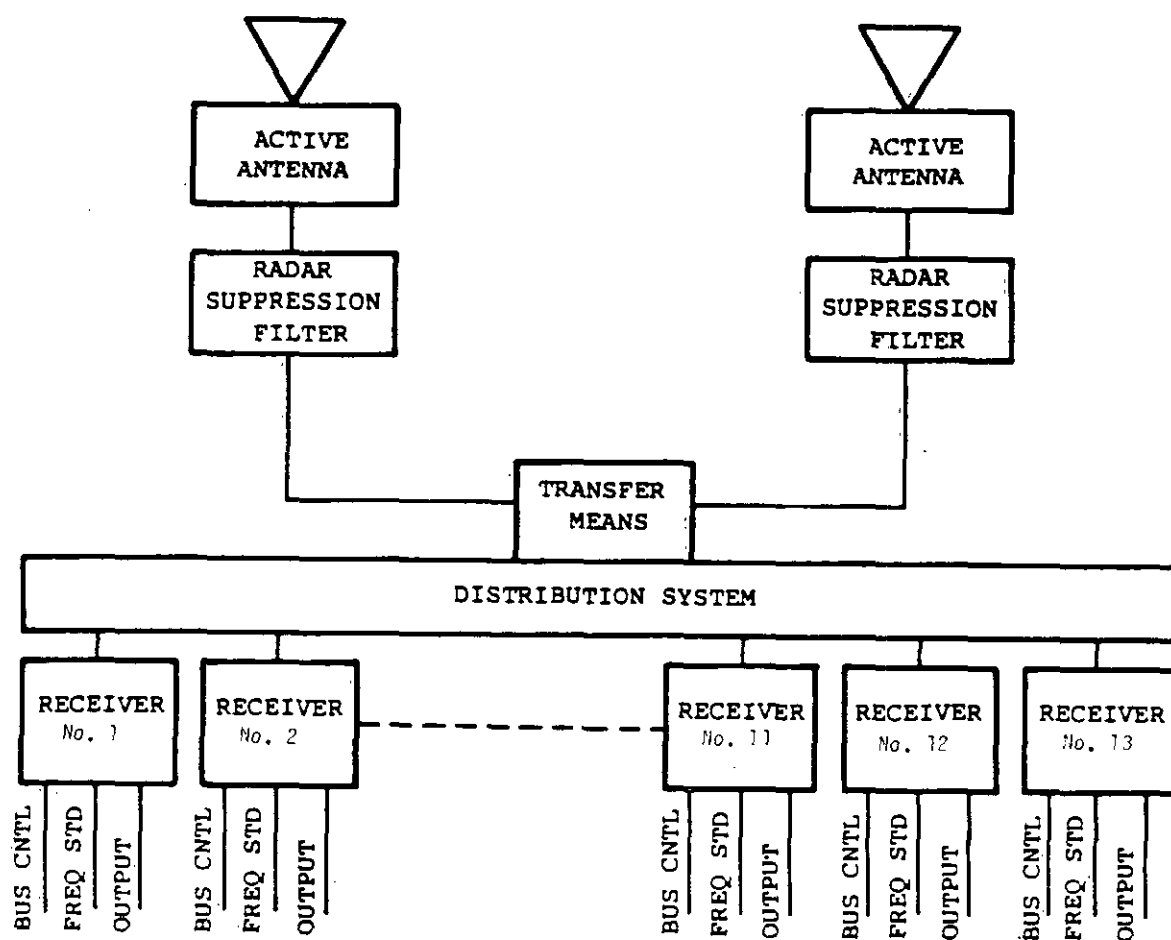 ACTIVE
ANTENNA
ACTIVE
ANTENNA
RADAR
SUPPRESSION
FILTER
RADAR
SUPPRESSION
FILTER
TRANSFER
MEANS
DISTRIBUTION SYSTEM
RECEIVER
No. 1
RECEIVER
No. 2
RECEIVER
No. 11
RECEIVER
No. 12
RECEIVER
No. 13
BUS CNTL
FREQ STD
OUTPUT
BUS CNTL
FREQ STD
OUTPUT
BUS CNTL
FREQ STD
OUTPUT
BUS CNTL
FREQ STD
OUTPUT
BUS CNTL
FREQ STD
OUTPUT